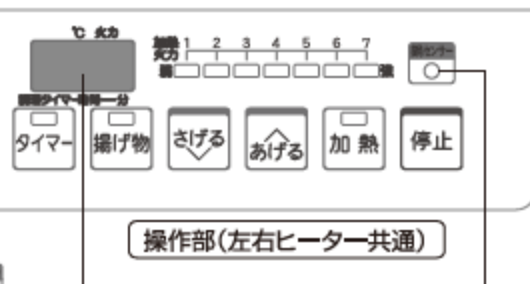 ℃ 火力
加熱
火力 1 2 3 4 5 6 7
弱 強
タイマー
揚げ物
さげる
あげる
加熱
停止
操作部(左右ヒーター共通)